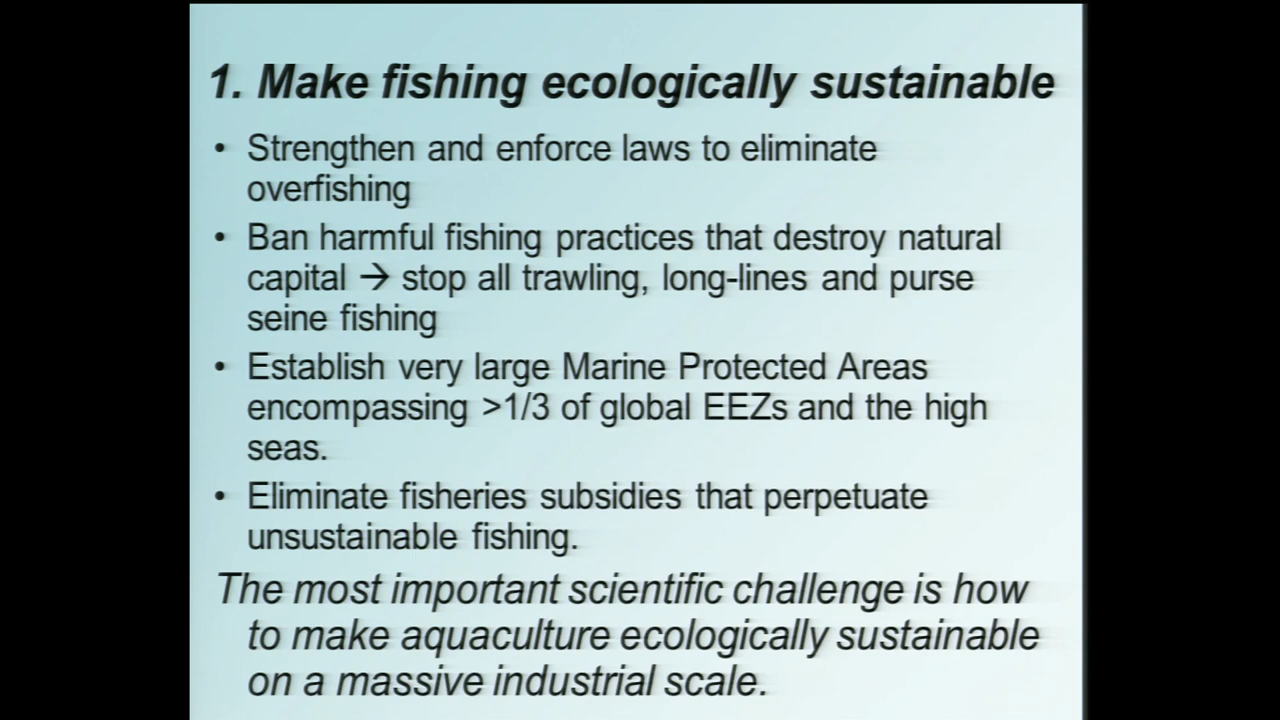 1. Make fishing ecologically sustainable
• Strengthen and enforce laws to eliminate
overfishing
• Ban harmful fishing practices that destroy natural
capital → stop all trawling, long-lines and purse
seine fishing
• Establish very large Marine Protected Areas
encompassing >1/3 of global EEZs and the high
seas.
• Eliminate fisheries subsidies that perpetuate
unsustainable fishing.
The most important scientific challenge is how
to make aquaculture ecologically sustainable
on a massive industrial scale.